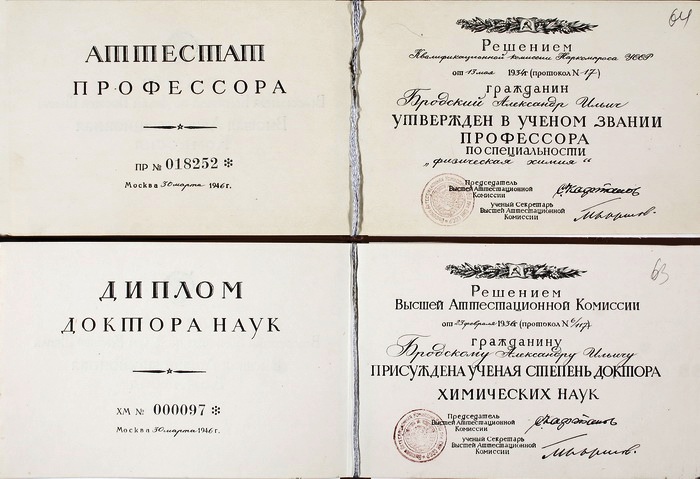 АТТЕСТАТ
ПРОФЕССОРА
ПР № 018252 *
Москва 30 марта 1946 г.
64
Решением
Квалификационной комиссии Наркомпроса УССР
от 13 мая 1934 г. (протокол N 17)
гражданин
Бродский Александр Ильич
УТВЕРЖДЕН В УЧЕНОМ ЗВАНИИ
ПРОФЕССОРА
ПО СПЕЦИАЛЬНОСТИ
„физическая химия“
Председатель
Высшей Аттестационной
Комиссии
ученый Секретарь
Высшей Аттестационной
Комиссии
ДИПЛОМ
ДОКТОРА НАУК
ХМ № 000097 *
Москва 30 марта 1946 г.
63
Решением
Высшей Аттестационной Комиссии
от 23 февраля 1934 г. (протокол N
гражданину
Бродскому Александру Ильичу
ПРИСУЖДЕНА УЧЕНАЯ СТЕПЕНЬ ДОКТОРА
ХИМИЧЕСКИХ НАУК
Председатель
Высшей Аттестационной
Комиссии
ученый Секретарь
Высшей Аттестационной
Комиссии